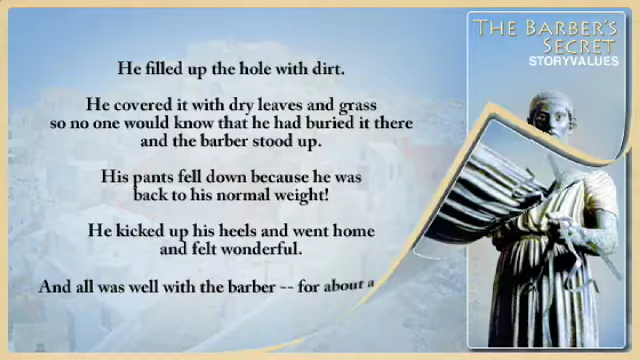 THE BARBER'S
SECRET
STORYVALUES
He filled up the hole with dirt.
He covered it with dry leaves and grass
so no one would know that he had buried it there
and the barber stood up.
His pants fell down because he was
back to his normal weight!
He kicked up his heels and went home
and felt wonderful.
And all was well with the barber -- for about a